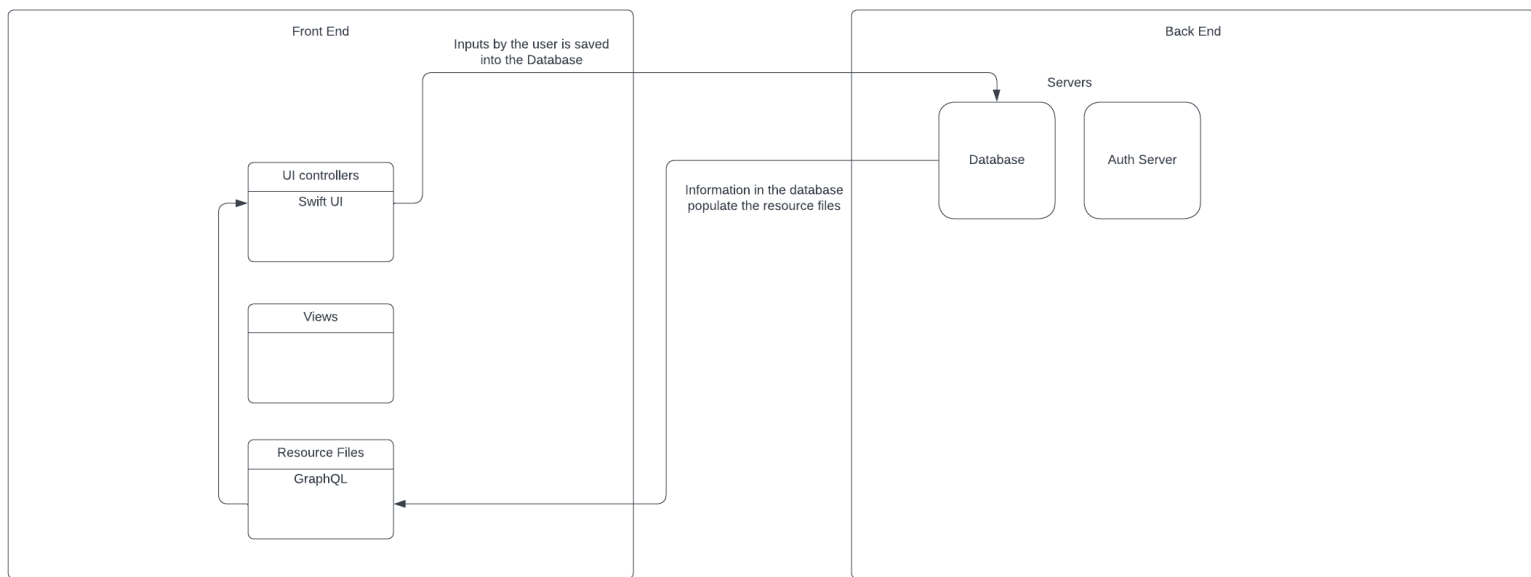 Front End
Back End
Inputs by the user is saved
into the Database
Servers
Database
Auth Server
UI controllers
Swift UI
Information in the database
populate the resource files
Views
Resource Files
GraphQL